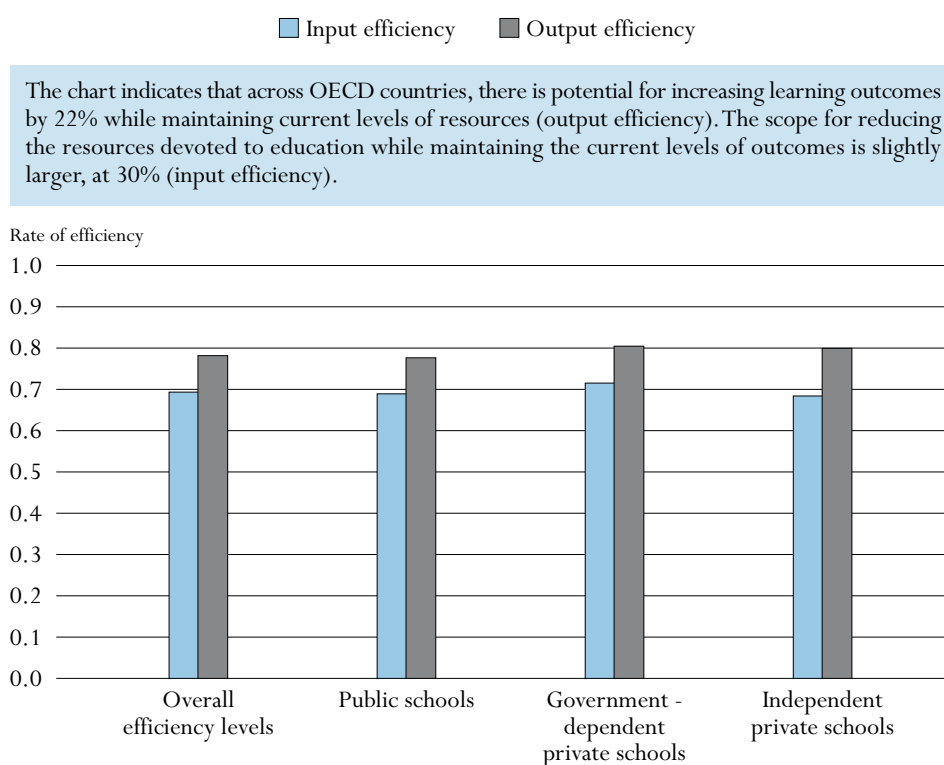 Input efficiency Output efficiency
The chart indicates that across OECD countries, there is potential for increasing learning outcomes
by 22% while maintaining current levels of resources (output efficiency). The scope for reducing
the resources devoted to education while maintaining the current levels of outcomes is slightly
larger, at 30% (input efficiency).
Rate of efficiency
1.0
0.9
0.8
0.7
0.6
0.5
0.4
0.3
0.2
0.1
0.0
Overall
efficiency levels
Public schools
Government -
dependent
private schools
Independent
private schools